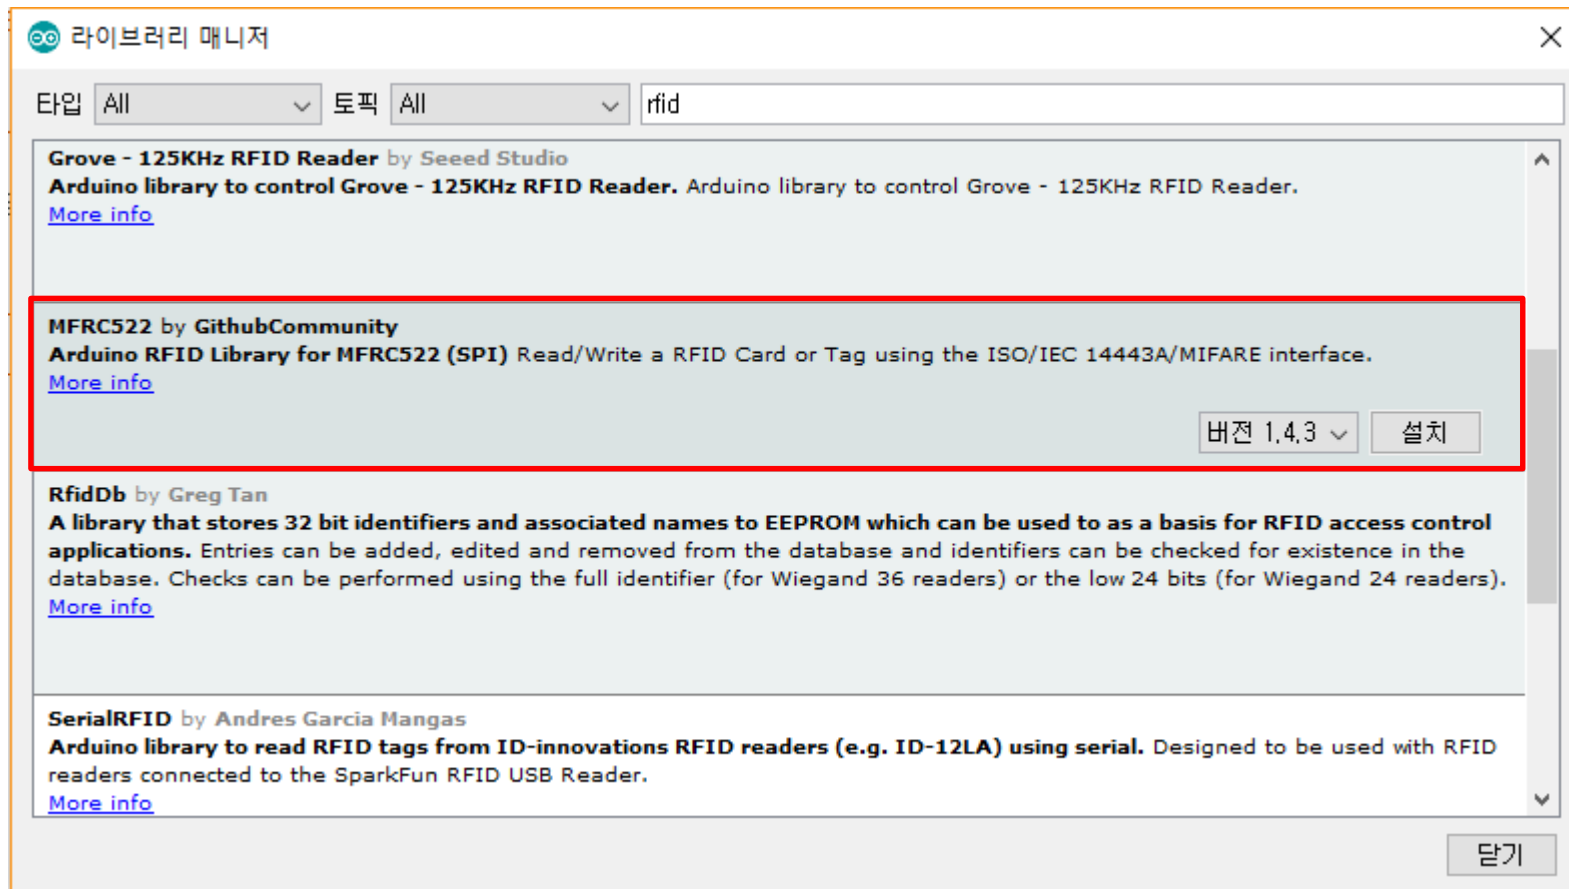 라이브러리 매니저
타입 All 토픽 All rfid
Grove - 125KHz RFID Reader by Seeed Studio
Arduino library to control Grove - 125KHz RFID Reader. Arduino library to control Grove - 125KHz RFID Reader.
More info
MFRC522 by GithubCommunity
Arduino RFID Library for MFRC522 (SPI) Read/Write a RFID Card or Tag using the ISO/IEC 14443A/MIFARE interface.
More info
버전 1.4.3 설치
RfidDb by Greg Tan
A library that stores 32 bit identifiers and associated names to EEPROM which can be used to as a basis for RFID access control
applications. Entries can be added, edited and removed from the database and identifiers can be checked for existence in the
database. Checks can be performed using the full identifier (for Wiegand 36 readers) or the low 24 bits (for Wiegand 24 readers).
More info
SerialRFID by Andres Garcia Mangas
Arduino library to read RFID tags from ID-innovations RFID readers (e.g. ID-12LA) using serial. Designed to be used with RFID
readers connected to the SparkFun RFID USB Reader.
More info
닫기